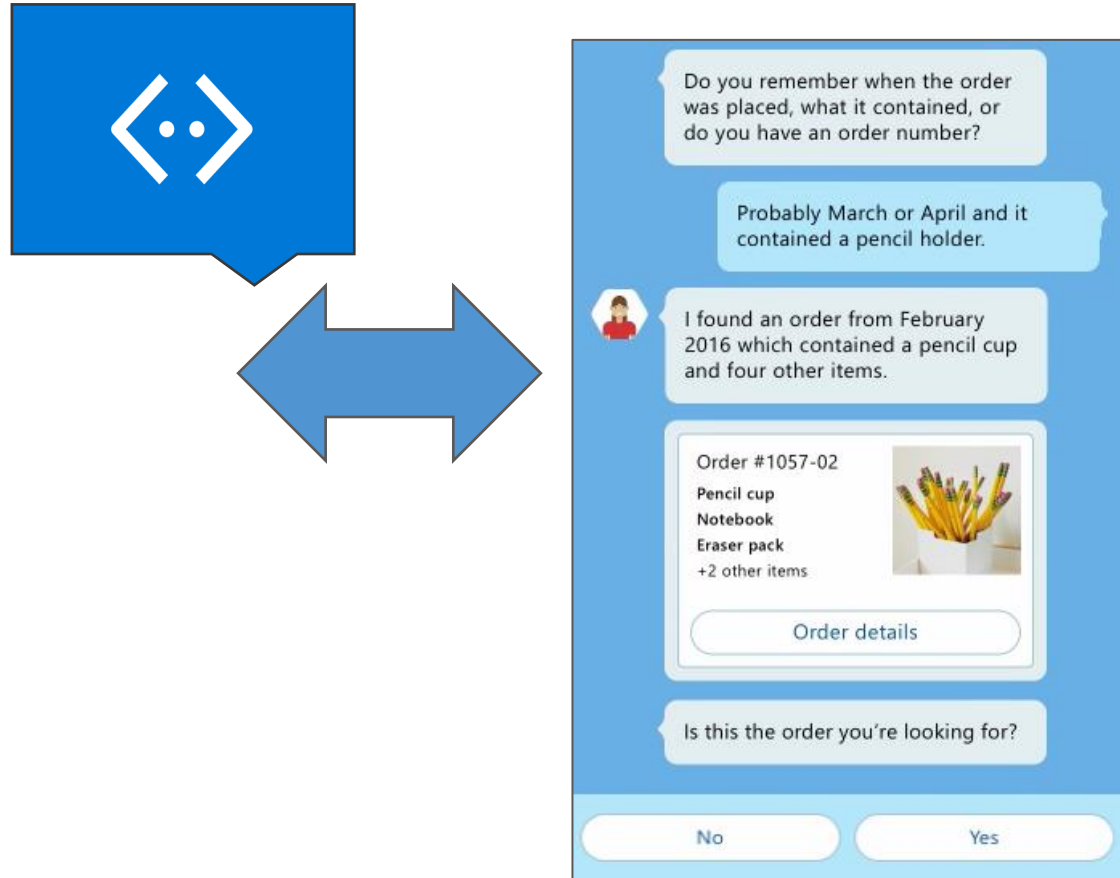 Do you remember when the order
was placed, what it contained, or
do you have an order number?
Probably March or April and it
contained a pencil holder.
I found an order from February
2016 which contained a pencil cup
and four other items.
Order #1057-02
Pencil cup
Notebook
Eraser pack
+2 other items
Order details
Is this the order you're looking for?
No
Yes